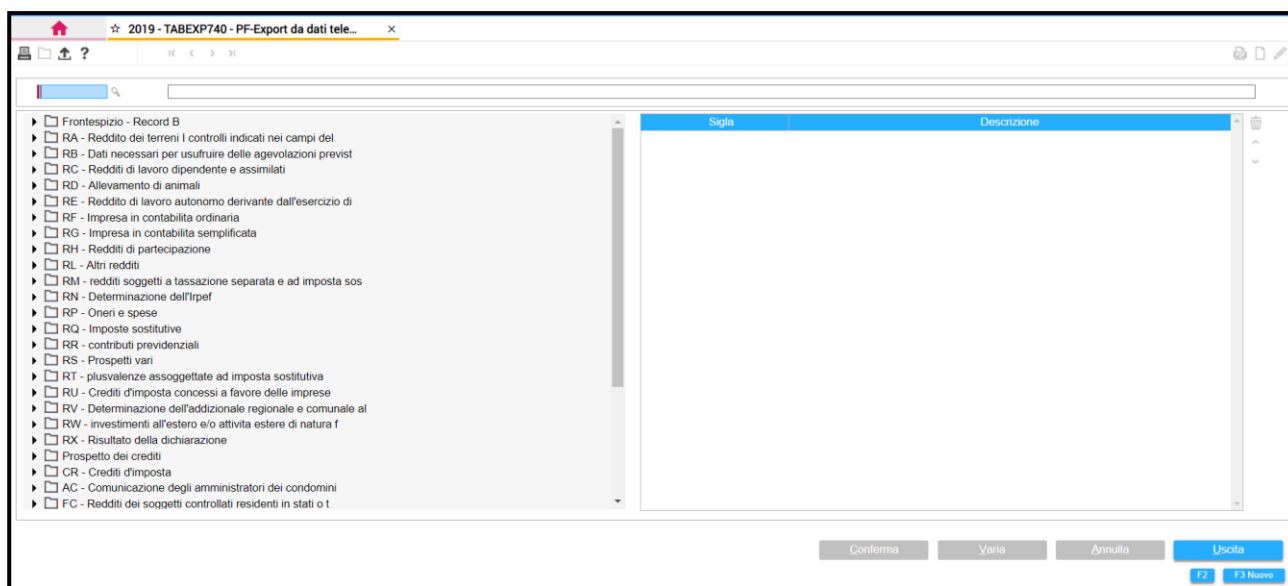 2019 - TABEXP740 - PF-Export da dati tele...
?
Sigla Descrizione
Frontespizio - Record B
RA - Reddito dei terreni I controlli indicati nei campi del
RB - Dati necessari per usufruire delle agevolazioni previst
RC - Redditi di lavoro dipendente e assimilati
RD - Allevamento di animali
RE - Reddito di lavoro autonomo derivante dall'esercizio di
RF - Impresa in contabilita ordinaria
RG - Impresa in contabilita semplificata
RH - Redditi di partecipazione
RL - Altri redditi
RM - redditi soggetti a tassazione separata e ad imposta sos
RN - Determinazione dell'Irpef
RP - Oneri e spese
RQ - Imposte sostitutive
RR - contributi previdenziali
RS - Prospetti vari
RT - plusvalenze assoggettate ad imposta sostitutiva
RU - Crediti d'imposta concessi a favore delle imprese
RV - Determinazione dell'addizionale regionale e comunale al
RW - investimenti all'estero e/o attivita estere di natura f
RX - Risultato della dichiarazione
Prospetto dei crediti
CR - Crediti d'imposta
AC - Comunicazione degli amministratori dei condomini
FC - Redditi dei soggetti controllati residenti in stati o t
Conferma Varia Annulla Uscita
F2 F3 Nuovo